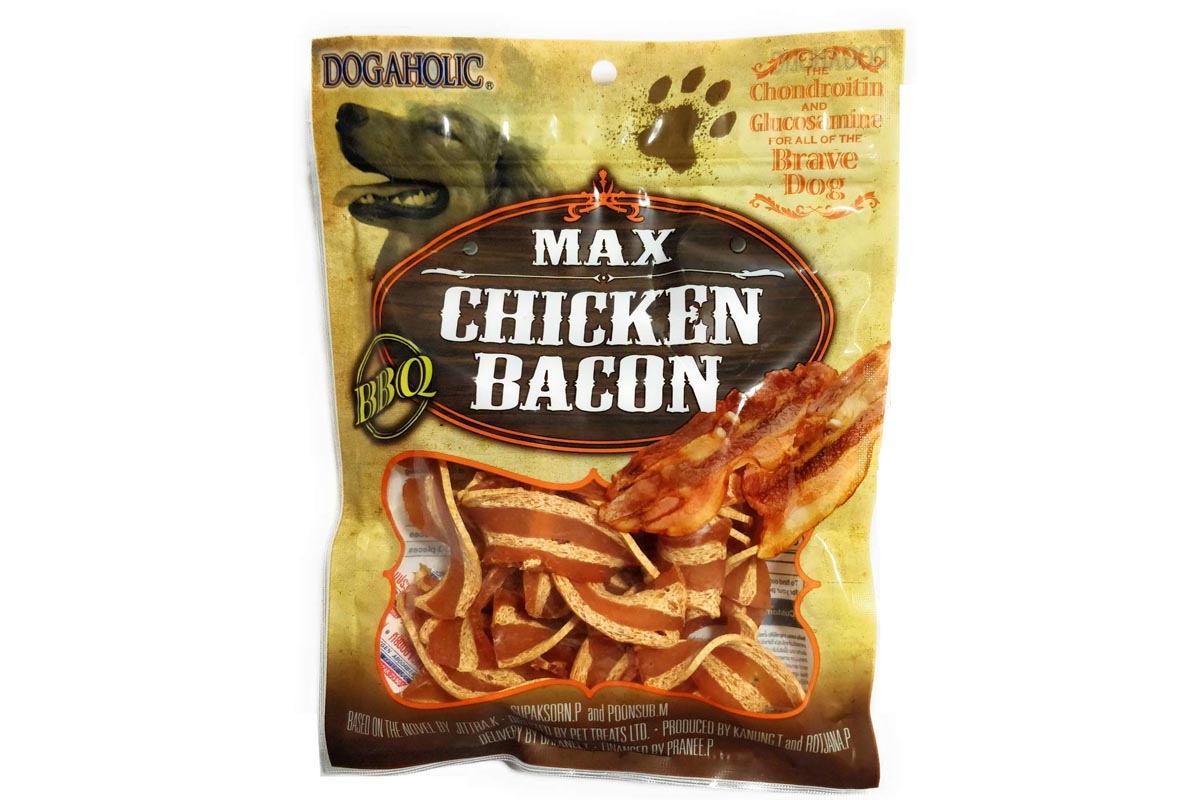 DOGAHOLIC®
THE
Chondroitin
AND
Glucosamine
FOR ALL OF THE
Brave
Dog
MAX
CHICKEN
BACON
BBQ
BASED ON THE NOVEL BY JITTRA.K · SUPAKSORN.P and POONSUB.M
DELIVERY BY PET TREATS LTD. · PRODUCED BY KANUNG.T and ROTJANA.P
FINANCED BY PRANEE.P